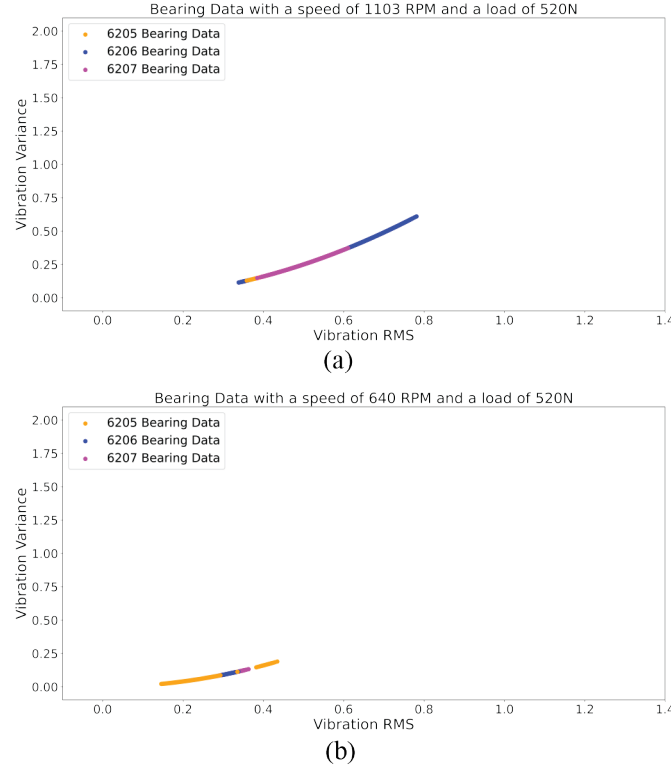 Bearing Data with a speed of 1103 RPM and a load of 520N
2.00
1.75
1.50
1.25
1.00
0.75
0.50
0.25
0.00
Vibration Variance
6205 Bearing Data
6206 Bearing Data
6207 Bearing Data
0.0 0.2 0.4 0.6 0.8 1.0 1.2 1.4
Vibration RMS
(a)
Bearing Data with a speed of 640 RPM and a load of 520N
2.00
1.75
1.50
1.25
1.00
0.75
0.50
0.25
0.00
Vibration Variance
6205 Bearing Data
6206 Bearing Data
6207 Bearing Data
0.0 0.2 0.4 0.6 0.8 1.0 1.2 1.4
Vibration RMS
(b)